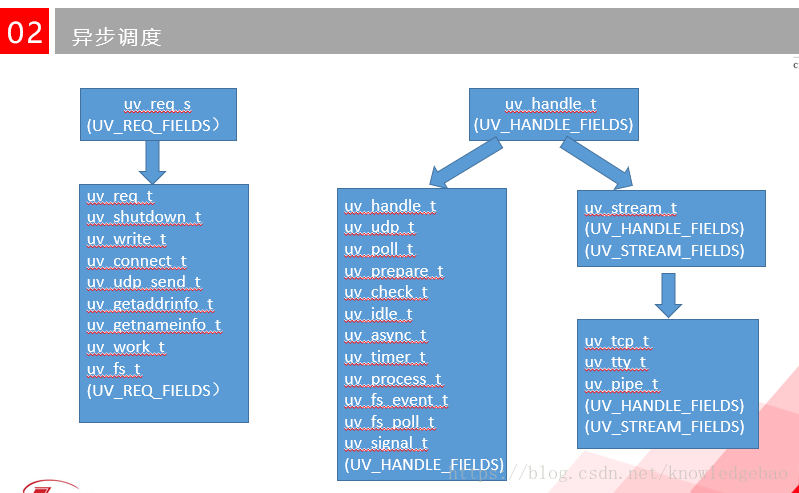 02
异步调度
c
uv_req_s
(UV_REQ_FIELDS）
uv_req_t
uv_shutdown_t
uv_write_t
uv_connect_t
uv_udp_send_t
uv_getaddrinfo_t
uv_getnameinfo_t
uv_work_t
uv_fs_t
(UV_REQ_FIELDS）
uv_handle_t
(UV_HANDLE_FIELDS)
uv_handle_t
uv_udp_t
uv_poll_t
uv_prepare_t
uv_check_t
uv_idle_t
uv_async_t
uv_timer_t
uv_process_t
uv_fs_event_t
uv_fs_poll_t
uv_signal_t
(UV_HANDLE_FIELDS)
uv_stream_t
(UV_HANDLE_FIELDS)
(UV_STREAM_FIELDS)
uv_tcp_t
uv_tty_t
uv_pipe_t
(UV_HANDLE_FIELDS)
(UV_STREAM_FIELDS)
https://blog.csdn.net/knowledgebao